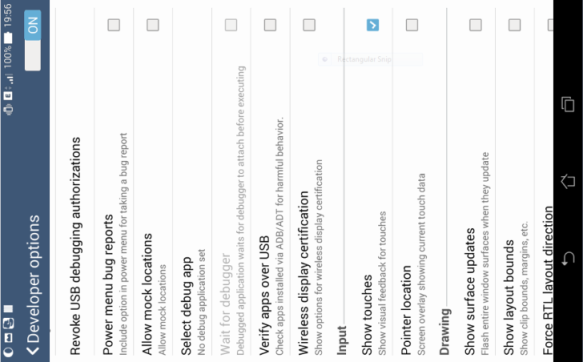 100% 19:56
Developer options
ON
Revoke USB debugging authorizations
Power menu bug reports
Include option in power menu for taking a bug report
Allow mock locations
Allow mock locations
Select debug app
No debug application set
Wait for debugger
Debugged application waits for debugger to attach before executing
Verify apps over USB
Check apps installed via ADB/ADT for harmful behavior.
Wireless display certification
Show options for wireless display certification
Rectangular Snip
Input
Show touches
Show visual feedback for touches
Pointer location
Screen overlay showing current touch data
Drawing
Show surface updates
Flash entire window surfaces when they update
Show layout bounds
Show clip bounds, margins, etc.
Force RTL layout direction